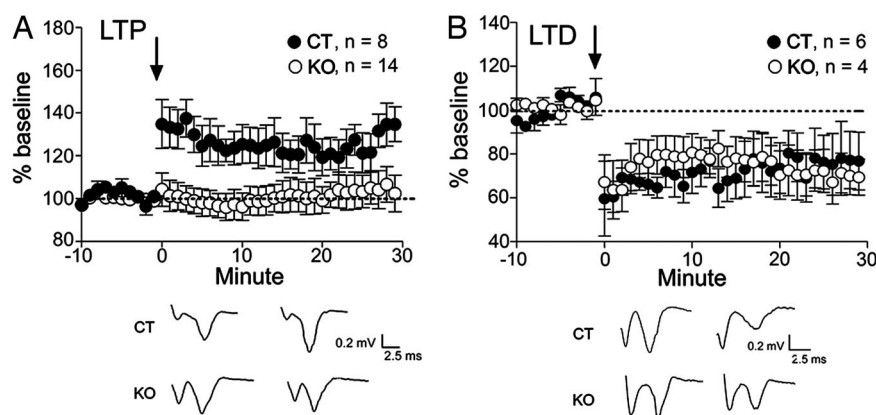 A
LTP
CT, n = 8
KO, n = 14
% baseline
180
160
140
120
100
80
-10
0
10
20
30
Minute
CT
0.2 mV
2.5 ms
KO
B
LTD
CT, n = 6
KO, n = 4
% baseline
140
120
100
80
60
40
-10
0
10
20
30
Minute
CT
0.2 mV
2.5 ms
KO